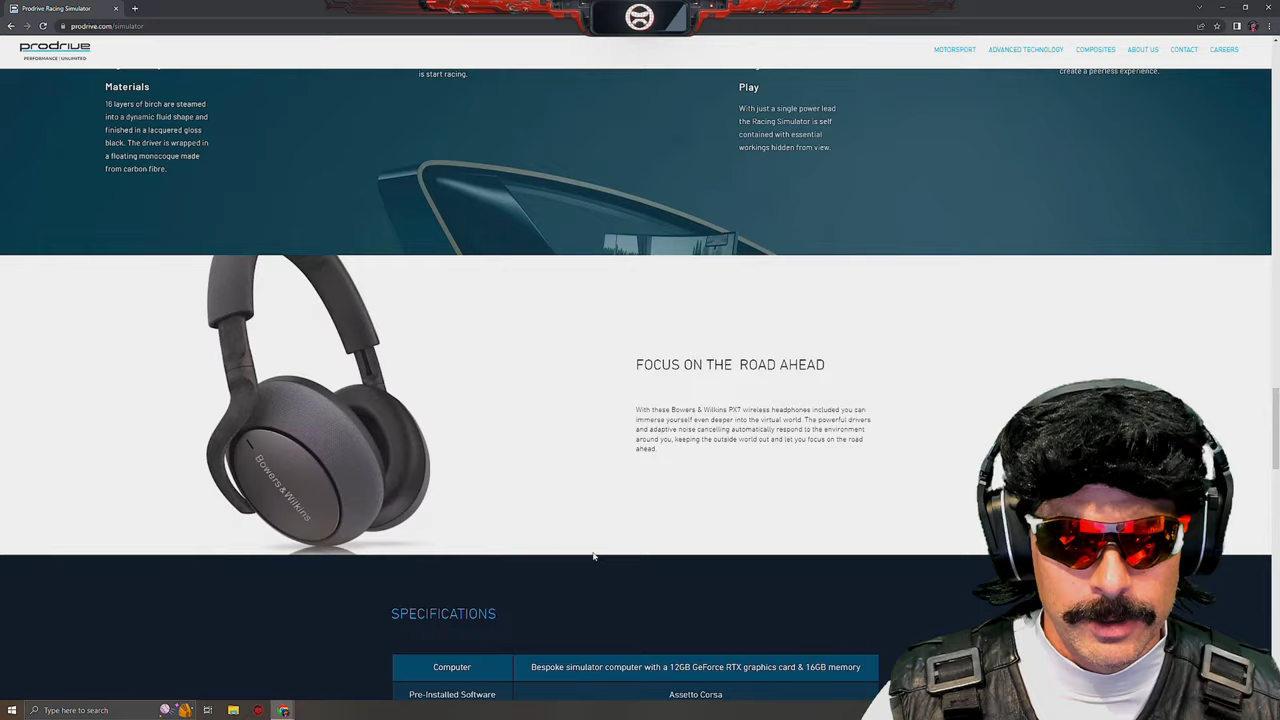 Prodrive Racing Simulator
prodrive.com/simulator
prodrive
PERFORMANCE | UNLIMITED
MOTORSPORT
ADVANCED TECHNOLOGY
COMPOSITES
ABOUT US
CONTACT
CAREERS
is start racing.
create a peerless experience.
Materials
16 layers of birch are steamed
into a dynamic fluid shape and
finished in a lacquered gloss
black. The driver is wrapped in
a floating monocoque made
from carbon fibre.
Play
With just a single power lead
the Racing Simulator is self
contained with essential
workings hidden from view.
Bowers & Wilkins
FOCUS ON THE ROAD AHEAD
With these Bowers & Wilkins PX7 wireless headphones included you can
immerse yourself even deeper into the virtual world. The powerful drivers
and adaptive noise cancelling automatically respond to the environment
around you, keeping the outside world out and let you focus on the road
ahead.
SPECIFICATIONS
Computer
Bespoke simulator computer with a 12GB GeForce RTX graphics card & 16GB memory
Pre-Installed Software
Assetto Corsa
Type here to search